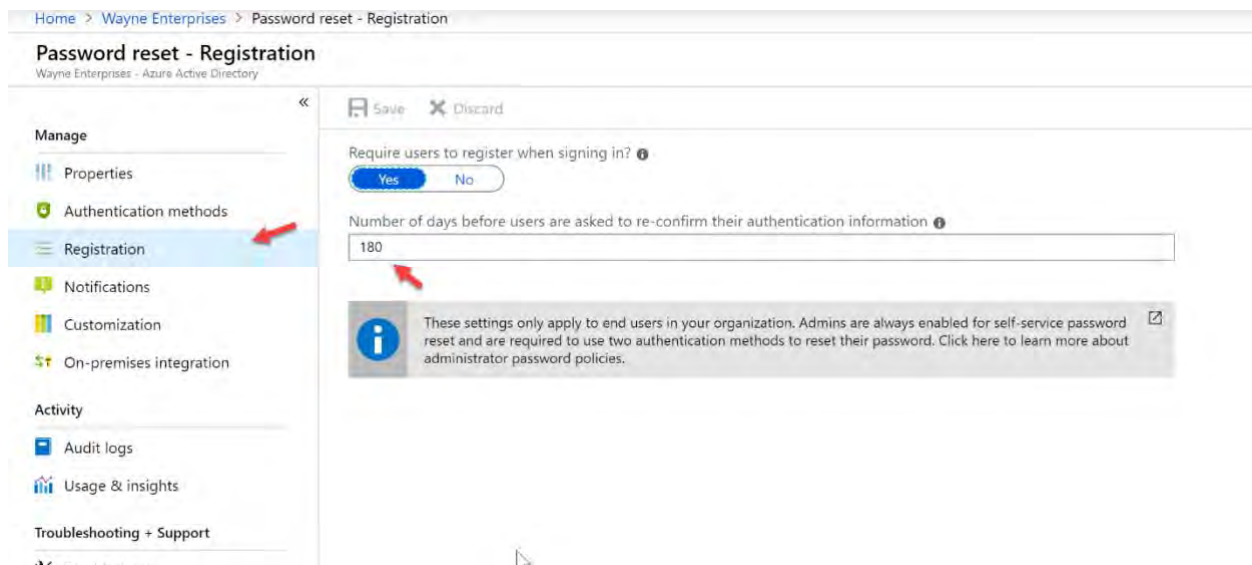 Home > Wayne Enterprises > Password reset - Registration
Password reset - Registration
Wayne Enterprises - Azure Active Directory
«
Save Discard
Manage
Properties
Authentication methods
Registration
Notifications
Customization
On-premises integration
Activity
Audit logs
Usage & insights
Troubleshooting + Support
Require users to register when signing in?
Yes No
Number of days before users are asked to re-confirm their authentication information
180
These settings only apply to end users in your organization. Admins are always enabled for self-service password
reset and are required to use two authentication methods to reset their password. Click here to learn more about
administrator password policies.